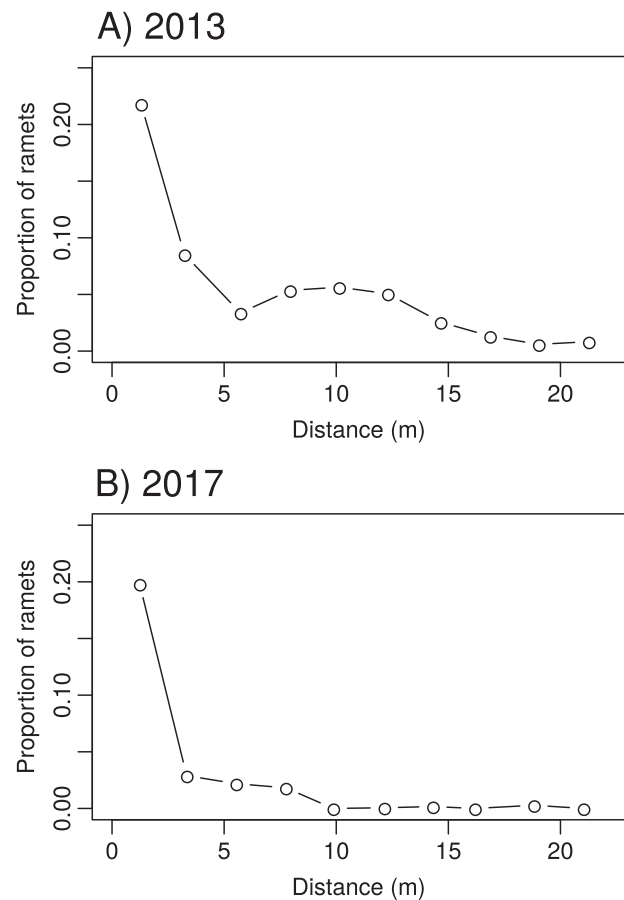 A) 2013
Proportion of ramets
0.20
0.10
0.00
0 5 10 15 20
Distance (m)
B) 2017
Proportion of ramets
0.20
0.10
0.00
0 5 10 15 20
Distance (m)